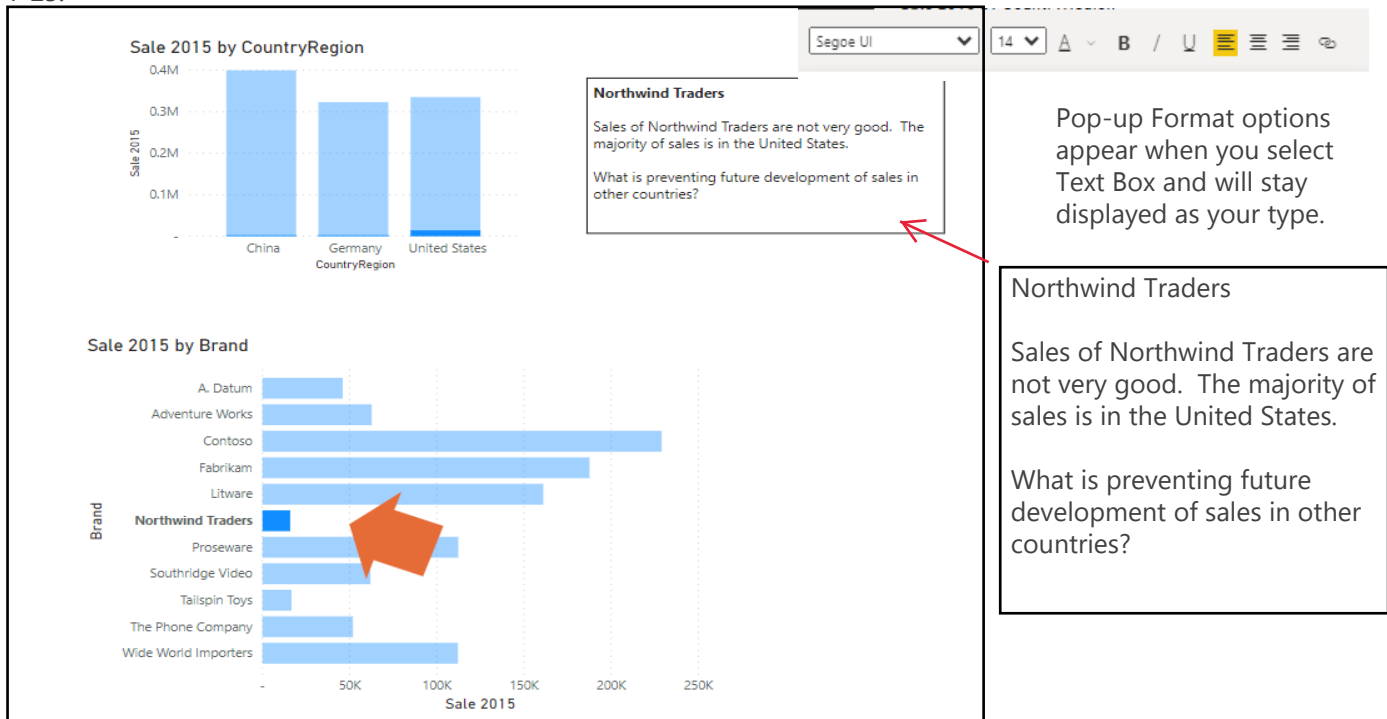 Sale 2015 by CountryRegion
0.4M
0.3M
0.2M
0.1M
-
Sale 2015
China Germany United States
CountryRegion
Segoe UI 14 A B / U
Northwind Traders
Sales of Northwind Traders are not very good. The
majority of sales is in the United States.
What is preventing future development of sales in
other countries?
Pop-up Format options
appear when you select
Text Box and will stay
displayed as your type.
Northwind Traders
Sales of Northwind Traders are
not very good. The majority of
sales is in the United States.
What is preventing future
development of sales in other
countries?
Sale 2015 by Brand
Brand
A. Datum
Adventure Works
Contoso
Fabrikam
Litware
Northwind Traders
Proseware
Southridge Video
Tailspin Toys
The Phone Company
Wide World Importers
- 50K 100K 150K 200K 250K
Sale 2015